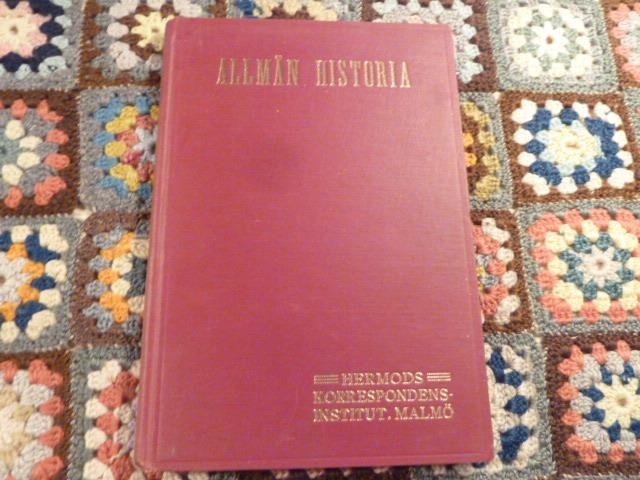 ALLMÄN HISTORIA
HERMODS
KORRESPONDENS-
INSTITUT. MALMÖ